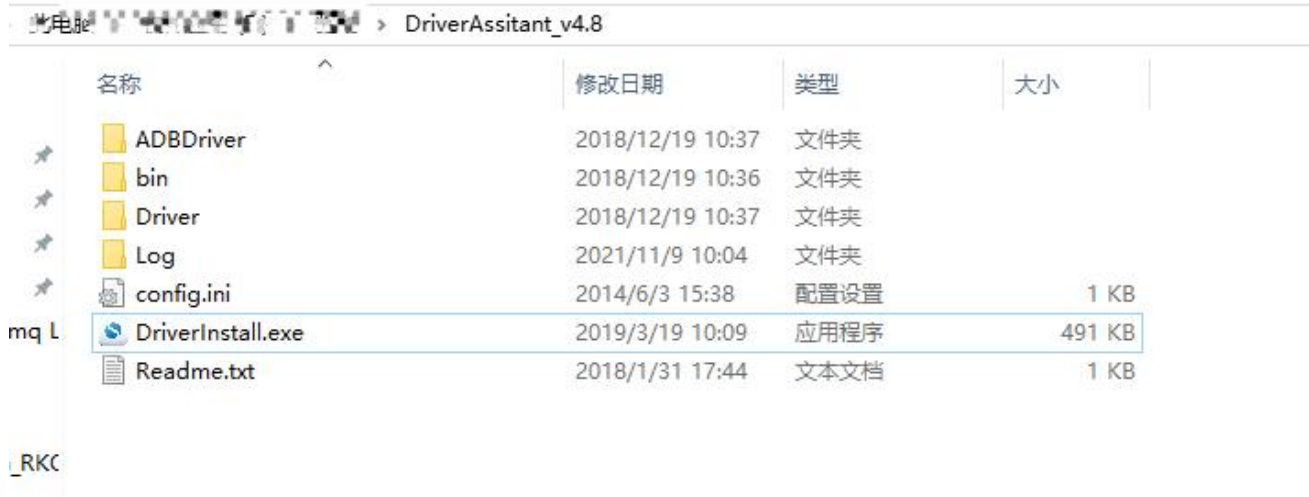 DriverAssitant_v4.8
名称 修改日期 类型 大小
ADBDriver 2018/12/19 10:37 文件夹
bin 2018/12/19 10:36 文件夹
Driver 2018/12/19 10:37 文件夹
Log 2021/11/9 10:04 文件夹
config.ini 2014/6/3 15:38 配置设置 1 KB
mq L
DriverInstall.exe 2019/3/19 10:09 应用程序 491 KB
Readme.txt 2018/1/31 17:44 文本文档 1 KB
_RK